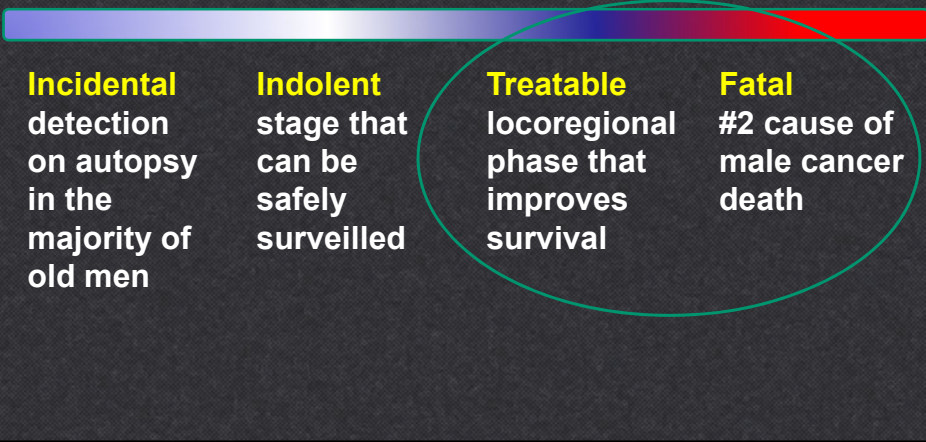 Incidental
detection
on autopsy
in the
majority of
old men
Indolent
stage that
can be
safely
surveilled
Treatable
locoregional
phase that
improves
survival
Fatal
#2 cause of
male cancer
death